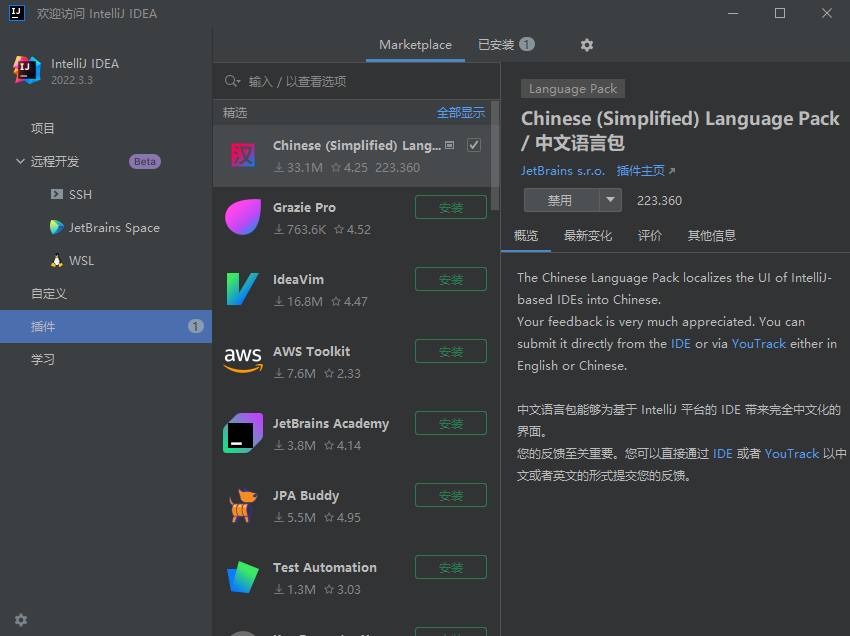 欢迎访问 IntelliJ IDEA
IntelliJ IDEA
2022.3.3
项目
远程开发 Beta
SSH
JetBrains Space
WSL
自定义
插件 1
学习
Marketplace 已安装 1
输入 / 以查看选项
精选 全部显示
汉
Chinese (Simplified) Lang...
33.1M 4.25 223.360
Grazie Pro 安装
763.6K 4.52
IdeaVim 安装
16.8M 4.47
aws
AWS Toolkit 安装
7.6M 2.33
JetBrains Academy 安装
3.8M 4.14
JPA Buddy 安装
5.5M 4.95
Test Automation 安装
1.3M 3.03
Language Pack
Chinese (Simplified) Language Pack
/ 中文语言包
JetBrains s.r.o. 插件主页
禁用 223.360
概览 最新变化 评价 其他信息
The Chinese Language Pack localizes the UI of IntelliJ-
based IDEs into Chinese.
Your feedback is very much appreciated. You can
submit it directly from the IDE or via YouTrack either in
English or Chinese.
中文语言包能够为基于 IntelliJ 平台的 IDE 带来完全中文化的
界面。
您的反馈至关重要。您可以直接通过 IDE 或者 YouTrack 以中
文或者英文的形式提交您的反馈。